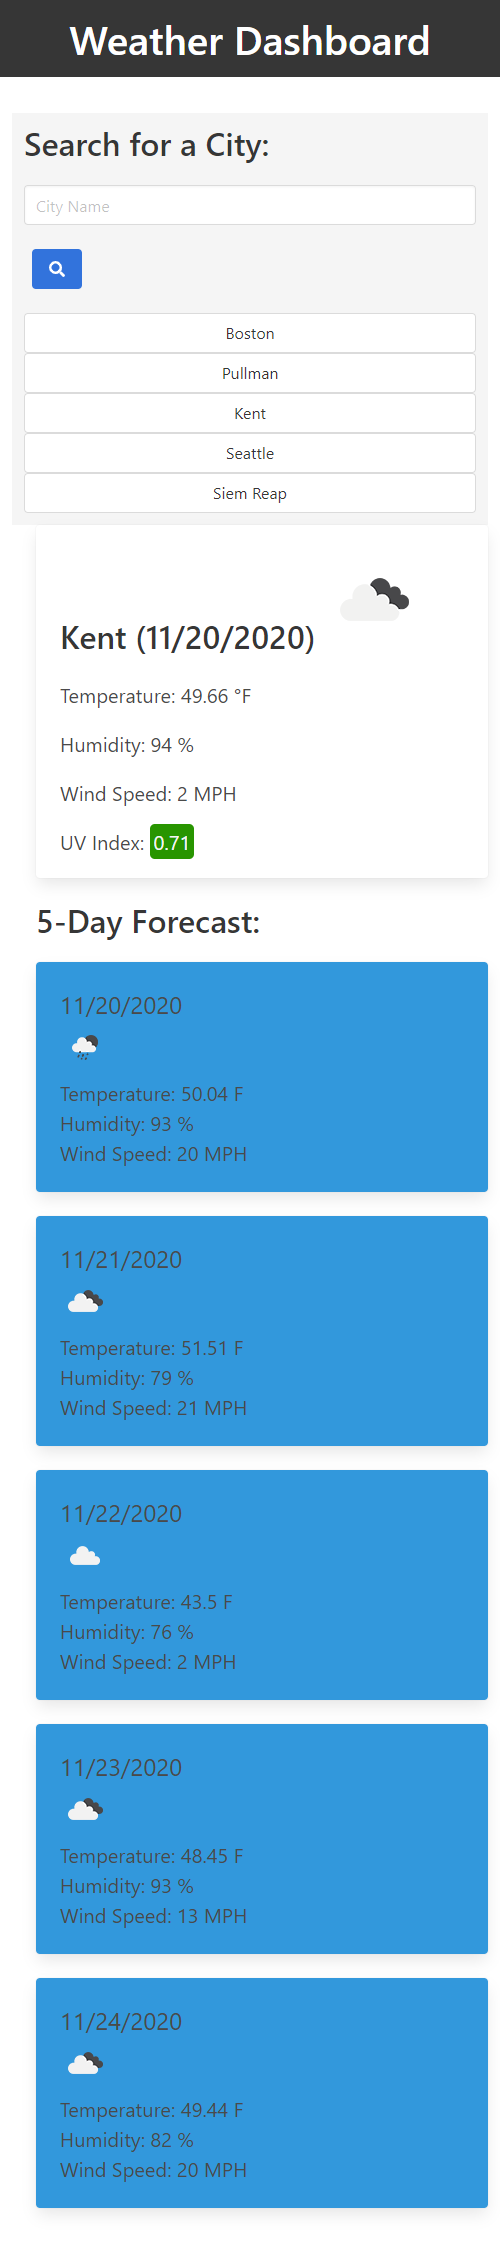 Weather Dashboard
Search for a City:
City Name
Boston
Pullman
Kent
Seattle
Siem Reap
Kent (11/20/2020)
Temperature: 49.66 °F
Humidity: 94 %
Wind Speed: 2 MPH
UV Index: 0.71
5-Day Forecast:
11/20/2020
Temperature: 50.04 F
Humidity: 93 %
Wind Speed: 20 MPH
11/21/2020
Temperature: 51.51 F
Humidity: 79 %
Wind Speed: 21 MPH
11/22/2020
Temperature: 43.5 F
Humidity: 76 %
Wind Speed: 2 MPH
11/23/2020
Temperature: 48.45 F
Humidity: 93 %
Wind Speed: 13 MPH
11/24/2020
Temperature: 49.44 F
Humidity: 82 %
Wind Speed: 20 MPH